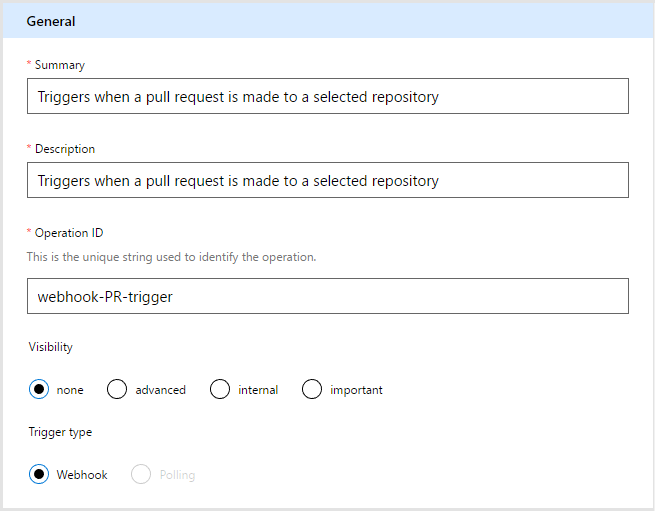 General
* Summary
Triggers when a pull request is made to a selected repository
* Description
Triggers when a pull request is made to a selected repository
* Operation ID
This is the unique string used to identify the operation.
webhook-PR-trigger
Visibility
none advanced internal important
Trigger type
Webhook Polling